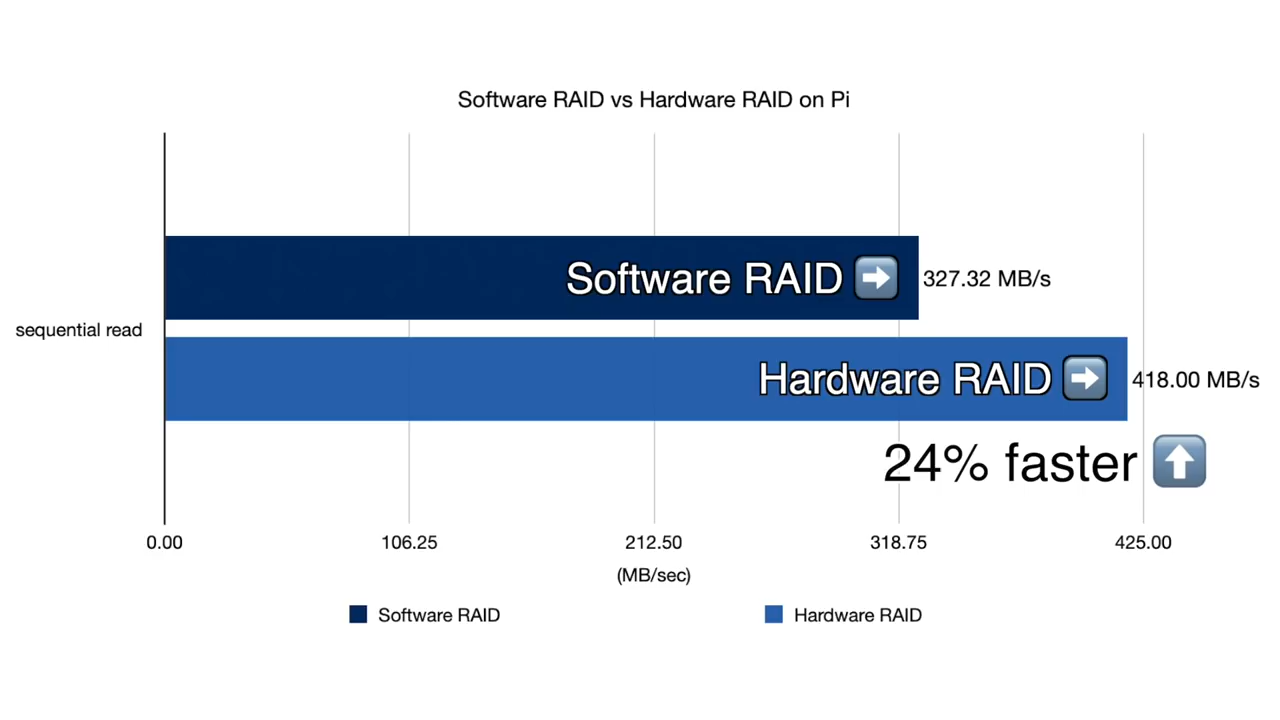 Software RAID vs Hardware RAID on Pi
Software RAID ➡
327.32 MB/s
sequential read
Hardware RAID ➡
418.00 MB/s
24% faster ⬆
0.00 106.25 212.50 318.75 425.00
(MB/sec)
Software RAID Hardware RAID